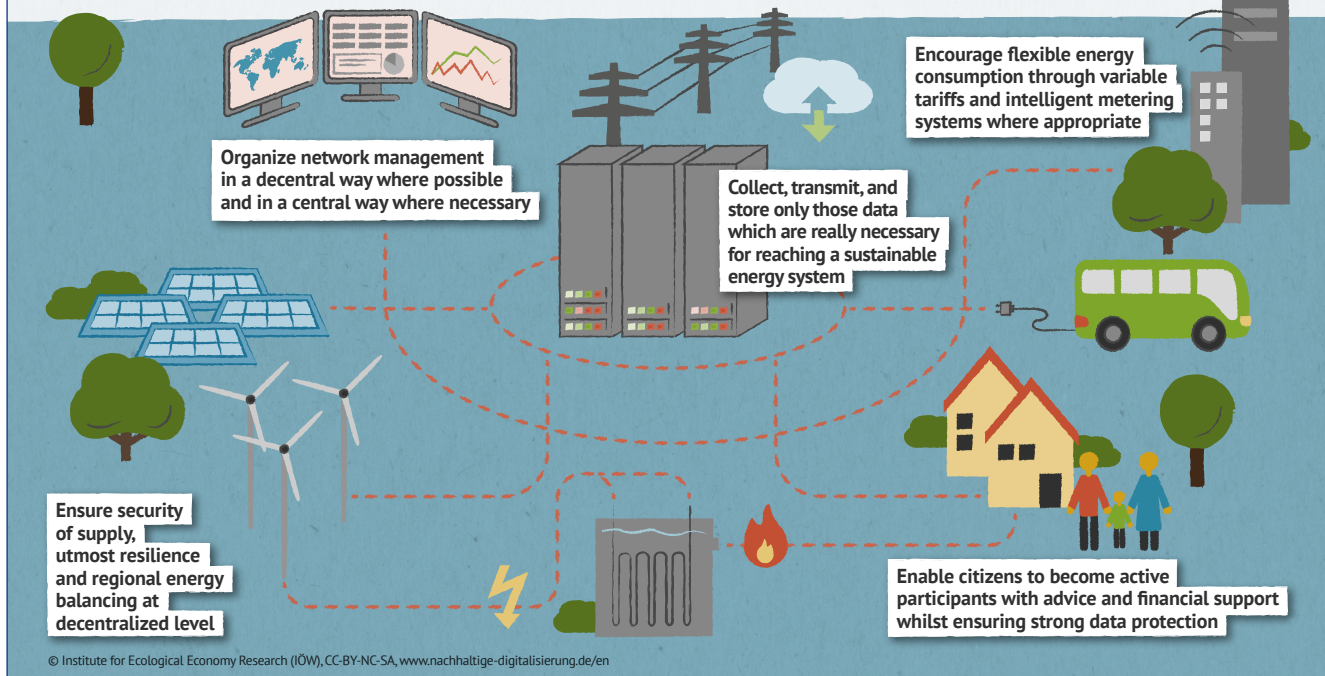 Encourage flexible energy
consumption through variable
tariffs and intelligent metering
systems where appropriate
Organize network management
in a decentral way where possible
and in a central way where necessary
Collect, transmit, and
store only those data
which are really necessary
for reaching a sustainable
energy system
Ensure security
of supply,
utmost resilience
and regional energy
balancing at
decentralized level
Enable citizens to become active
participants with advice and financial support
whilst ensuring strong data protection
© Institute for Ecological Economy Research (IÖW), CC-BY-NC-SA, www.nachhaltige-digitalisierung.de/en